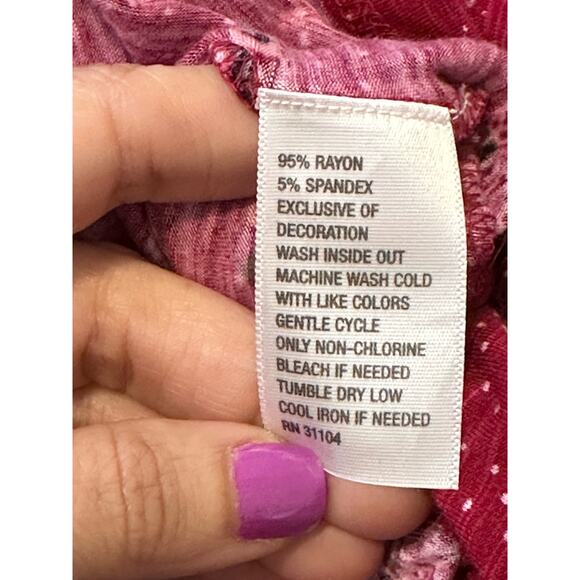 95% RAYON
5% SPANDEX
EXCLUSIVE OF
DECORATION
WASH INSIDE OUT
MACHINE WASH COLD
WITH LIKE COLORS
GENTLE CYCLE
ONLY NON-CHLORINE
BLEACH IF NEEDED
TUMBLE DRY LOW
COOL IRON IF NEEDED
RN 31104